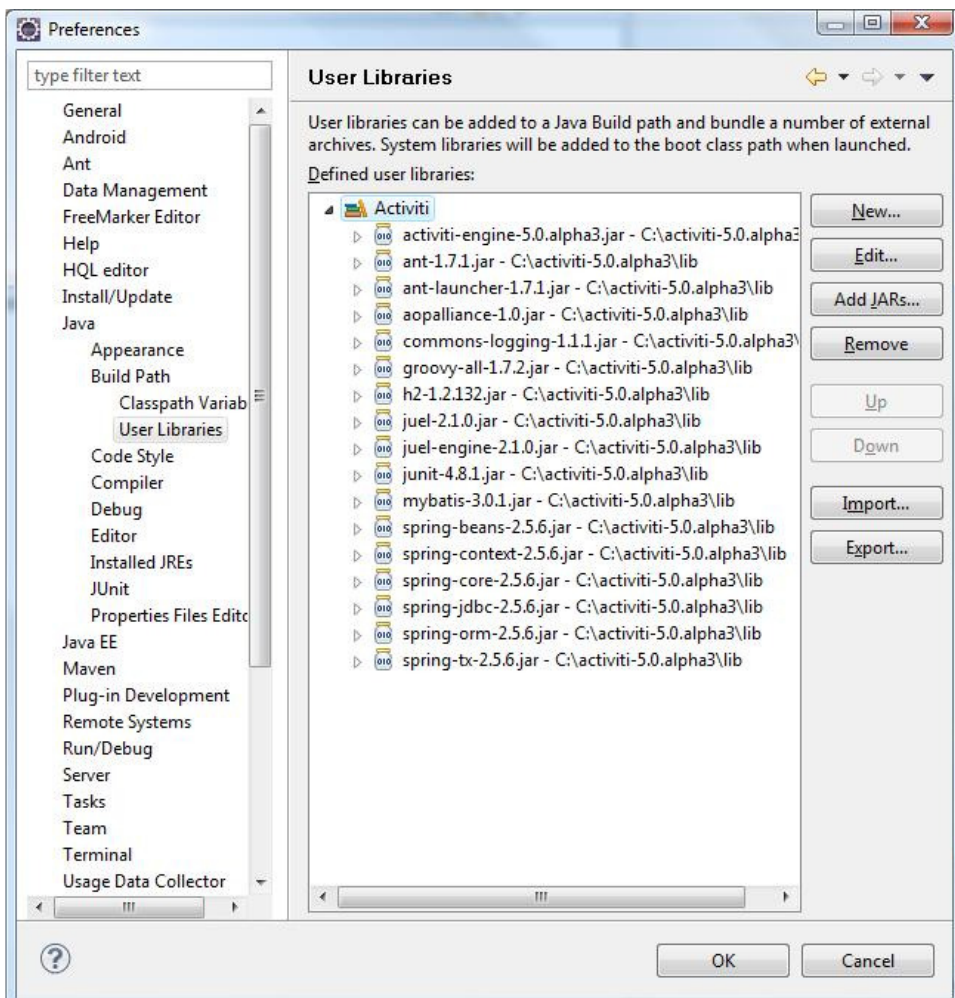 Preferences
type filter text
General
Android
Ant
Data Management
FreeMarker Editor
Help
HQL editor
Install/Update
Java
Appearance
Build Path
Classpath Variab
User Libraries
Code Style
Compiler
Debug
Editor
Installed JREs
JUnit
Properties Files Editc
Java EE
Maven
Plug-in Development
Remote Systems
Run/Debug
Server
Tasks
Team
Terminal
Usage Data Collector
User Libraries
User libraries can be added to a Java Build path and bundle a number of external
archives. System libraries will be added to the boot class path when launched.
Defined user libraries:
Activiti
activiti-engine-5.0.alpha3.jar - C:\activiti-5.0.alpha3
ant-1.7.1.jar - C:\activiti-5.0.alpha3\lib
ant-launcher-1.7.1.jar - C:\activiti-5.0.alpha3\lib
aopalliance-1.0.jar - C:\activiti-5.0.alpha3\lib
commons-logging-1.1.1.jar - C:\activiti-5.0.alpha3\
groovy-all-1.7.2.jar - C:\activiti-5.0.alpha3\lib
h2-1.2.132.jar - C:\activiti-5.0.alpha3\lib
juel-2.1.0.jar - C:\activiti-5.0.alpha3\lib
juel-engine-2.1.0.jar - C:\activiti-5.0.alpha3\lib
junit-4.8.1.jar - C:\activiti-5.0.alpha3\lib
mybatis-3.0.1.jar - C:\activiti-5.0.alpha3\lib
spring-beans-2.5.6.jar - C:\activiti-5.0.alpha3\lib
spring-context-2.5.6.jar - C:\activiti-5.0.alpha3\lib
spring-core-2.5.6.jar - C:\activiti-5.0.alpha3\lib
spring-jdbc-2.5.6.jar - C:\activiti-5.0.alpha3\lib
spring-orm-2.5.6.jar - C:\activiti-5.0.alpha3\lib
spring-tx-2.5.6.jar - C:\activiti-5.0.alpha3\lib
New...
Edit...
Add JARs...
Remove
Up
Down
Import...
Export...
OK
Cancel